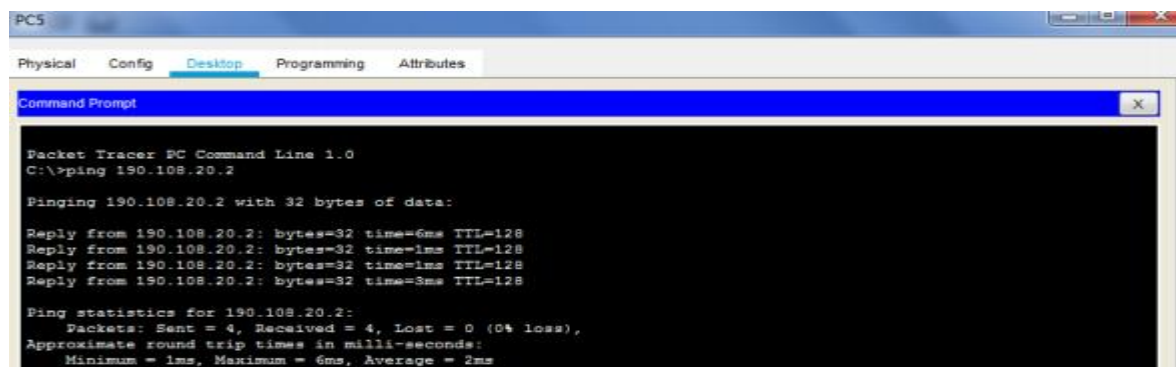 PC5
Physical Config Desktop Programming Attributes
Command Prompt X
Packet Tracer PC Command Line 1.0
C:\>ping 190.108.20.2
Pinging 190.108.20.2 with 32 bytes of data:
Reply from 190.108.20.2: bytes=32 time=6ms TTL=128
Reply from 190.108.20.2: bytes=32 time=1ms TTL=128
Reply from 190.108.20.2: bytes=32 time=1ms TTL=128
Reply from 190.108.20.2: bytes=32 time=3ms TTL=128
Ping statistics for 190.108.20.2:
Packets: Sent = 4, Received = 4, Lost = 0 (0% loss),
Approximate round trip times in milli-seconds:
Minimum = 1ms, Maximum = 6ms, Average = 2ms